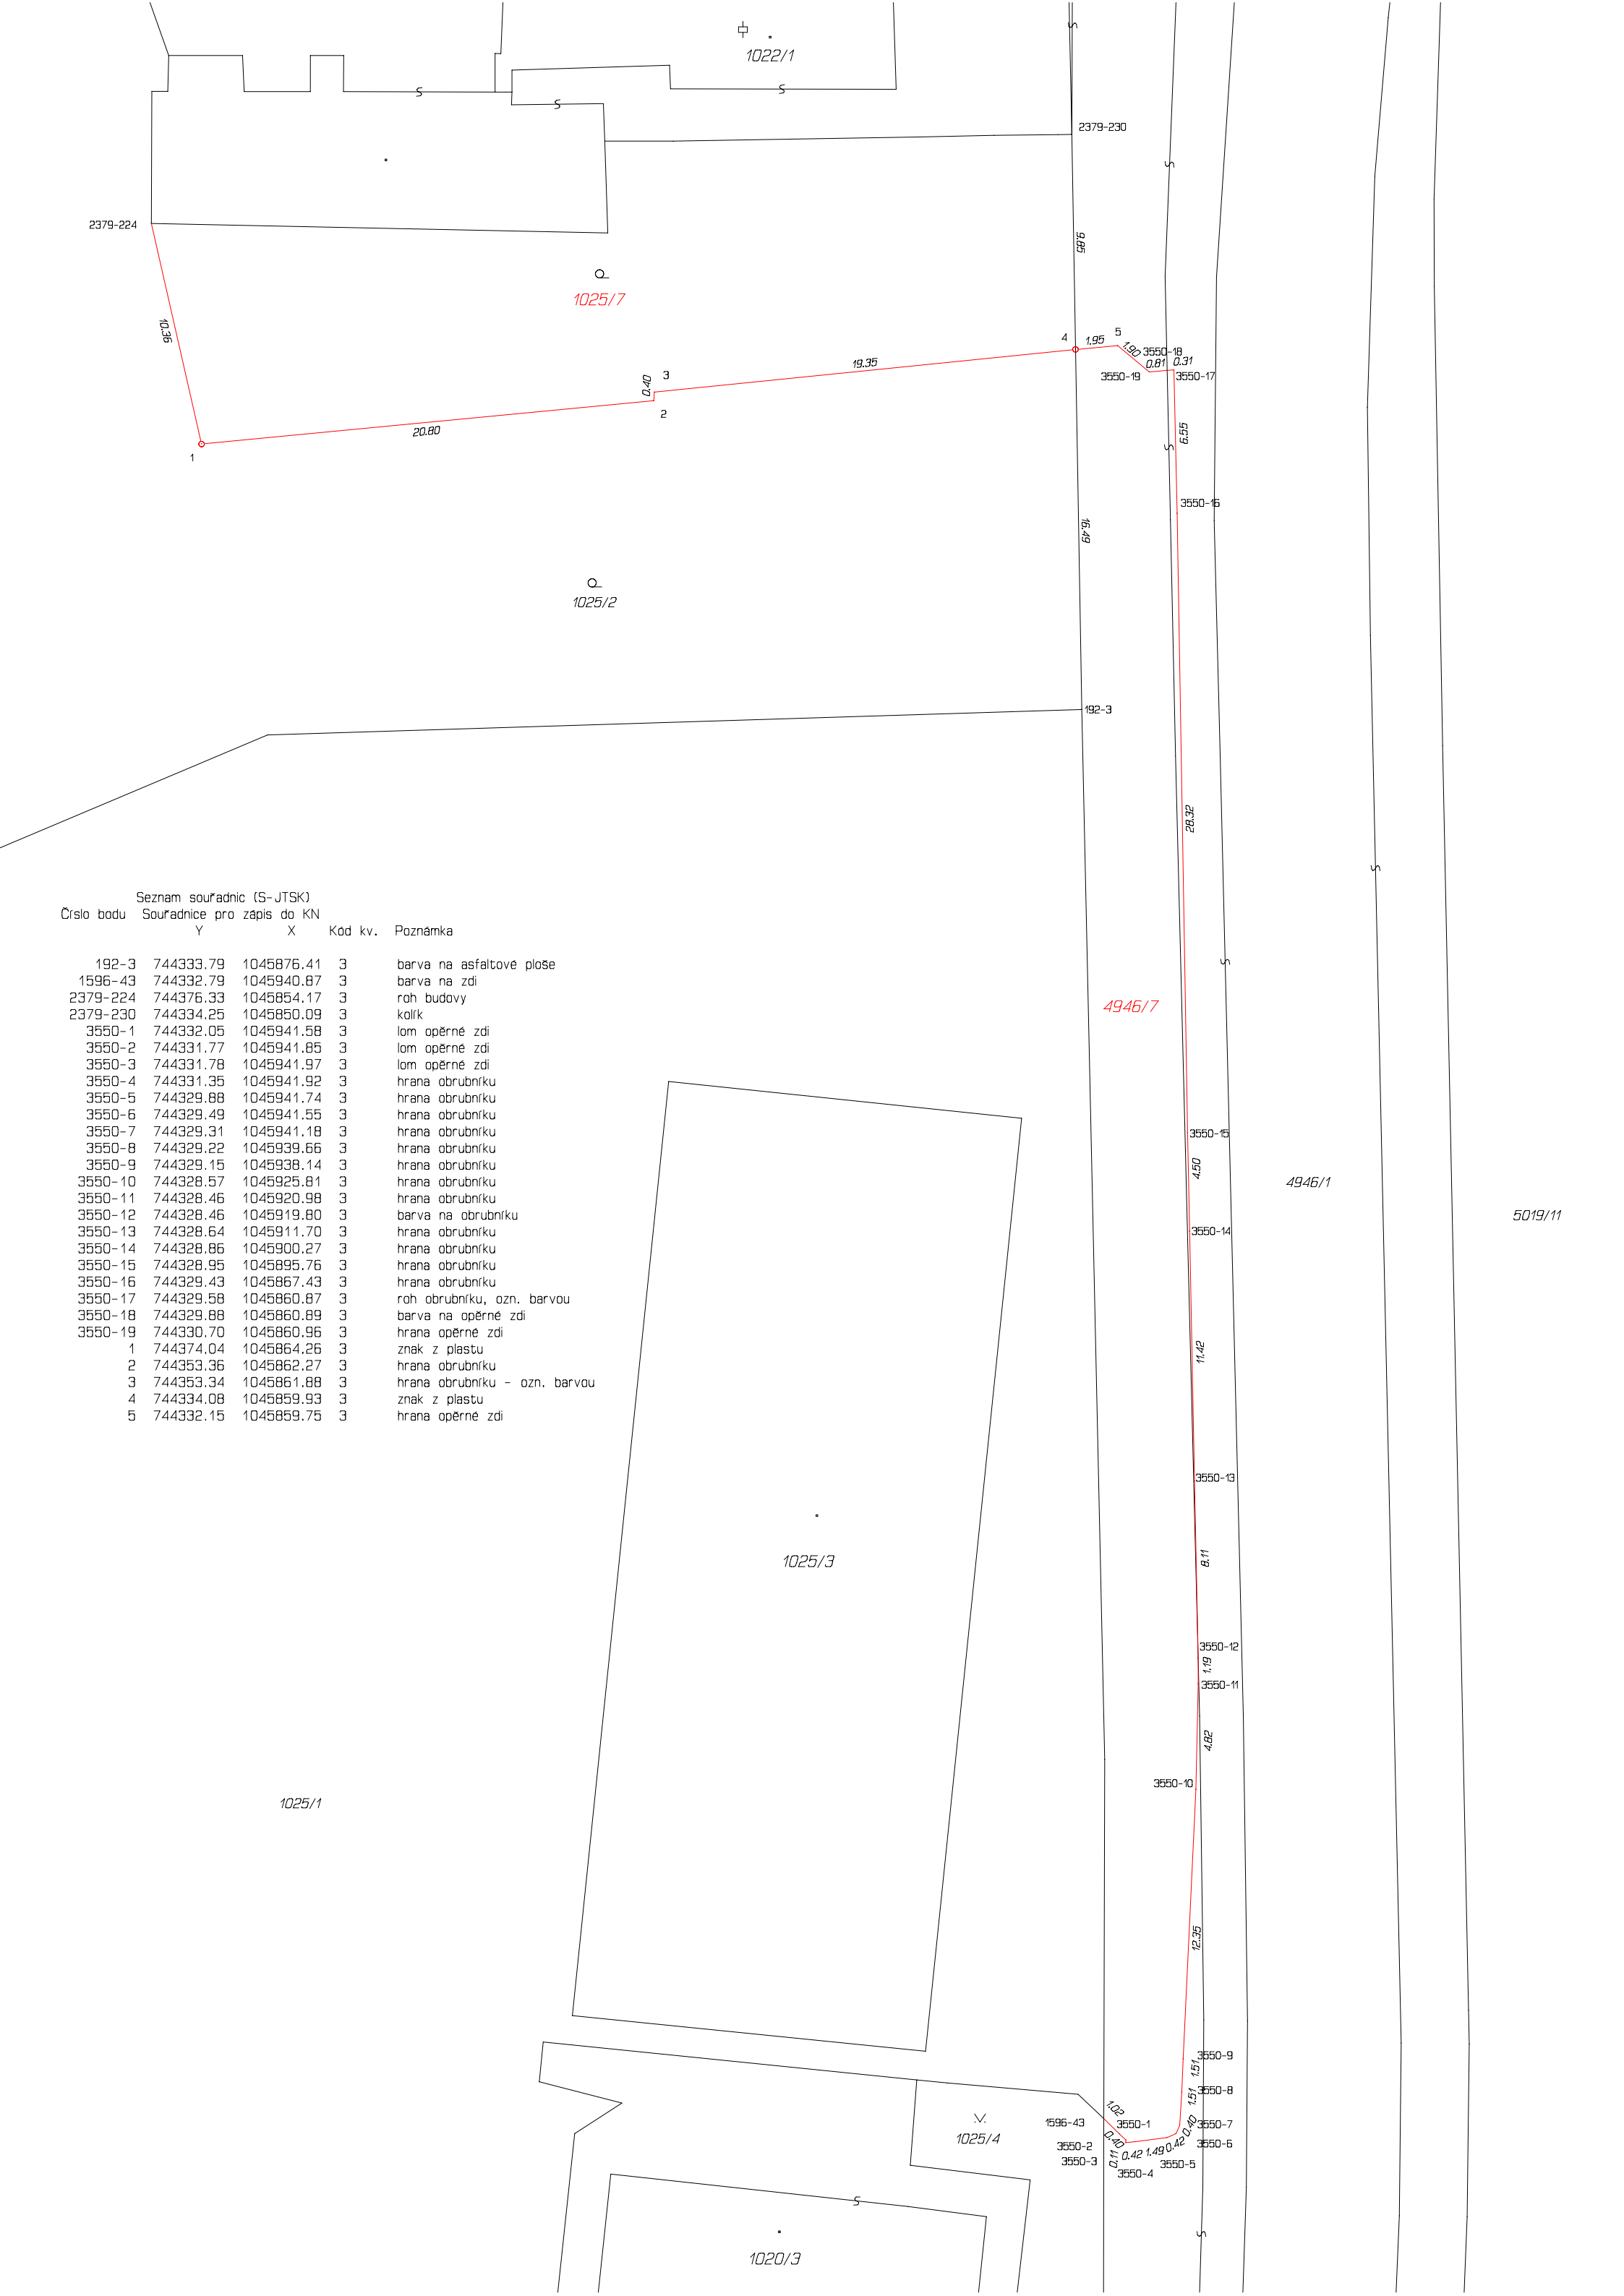 1022/1
2379-230
2379-224
9.85
1025/7
10.36
4
1.95
5
1.90
3550-18
0.81
0.31
3550-19
3550-17
19.35
3
0.40
2
20.80
1
6.55
3550-16
16.49
1025/2
192-3
28.32
Seznam souřadnic (S-JTSK)
Číslo bodu Souřadnice pro zápis do KN
Y X Kód kv. Poznámka
192-3 744333.79 1045876.41 3 barva na asfaltové ploše
1596-43 744332.79 1045940.87 3 barva na zdi
2379-224 744376.33 1045854.17 3 roh budovy
2379-230 744334.25 1045850.09 3 kolík
3550-1 744332.05 1045941.58 3 lom opěrné zdi
3550-2 744331.77 1045941.85 3 lom opěrné zdi
3550-3 744331.78 1045941.97 3 lom opěrné zdi
3550-4 744331.35 1045941.92 3 hrana obrubníku
3550-5 744329.88 1045941.74 3 hrana obrubníku
3550-6 744329.49 1045941.55 3 hrana obrubníku
3550-7 744329.31 1045941.18 3 hrana obrubníku
3550-8 744329.22 1045939.66 3 hrana obrubníku
3550-9 744329.15 1045938.14 3 hrana obrubníku
3550-10 744328.57 1045925.81 3 hrana obrubníku
3550-11 744328.46 1045920.98 3 hrana obrubníku
3550-12 744328.46 1045919.80 3 barva na obrubníku
3550-13 744328.64 1045911.70 3 hrana obrubníku
3550-14 744328.86 1045900.27 3 hrana obrubníku
3550-15 744328.95 1045895.76 3 hrana obrubníku
3550-16 744329.43 1045867.43 3 hrana obrubníku
3550-17 744329.58 1045860.87 3 roh obrubníku, ozn. barvou
3550-18 744329.88 1045860.89 3 barva na opěrné zdi
3550-19 744330.70 1045860.96 3 hrana opěrné zdi
1 744374.04 1045864.26 3 znak z plastu
2 744353.36 1045862.27 3 hrana obrubníku
3 744353.34 1045861.88 3 hrana obrubníku - ozn. barvou
4 744334.08 1045859.93 3 znak z plastu
5 744332.15 1045859.75 3 hrana opěrné zdi
4946/7
3550-15
4.50
4946/1
5019/11
3550-14
11.42
3550-13
1025/3
8.11
3550-12
1.19
3550-11
4.82
3550-10
1025/1
12.35
3550-9
1.51
3550-8
1.51
1.02
1596-43
3550-1
3550-7
0.40
1025/4
0.40
3550-2
0.42
3550-6
3550-3
0.11
0.42
1.49
3550-5
3550-4
1020/3